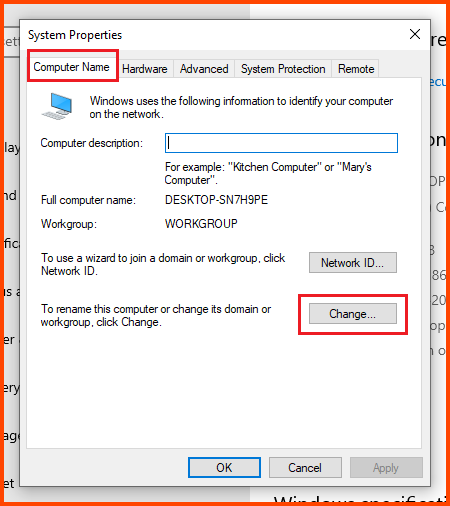 System Properties
Computer Name
Hardware
Advanced
System Protection
Remote
Windows uses the following information to identify your computer
on the network.
Computer description:
For example: "Kitchen Computer" or "Mary's
Computer".
Full computer name:
DESKTOP-SN7H9PE
Workgroup:
WORKGROUP
To use a wizard to join a domain or workgroup, click
Network ID.
Network ID...
To rename this computer or change its domain or
workgroup, click Change.
Change...
OK
Cancel
Apply